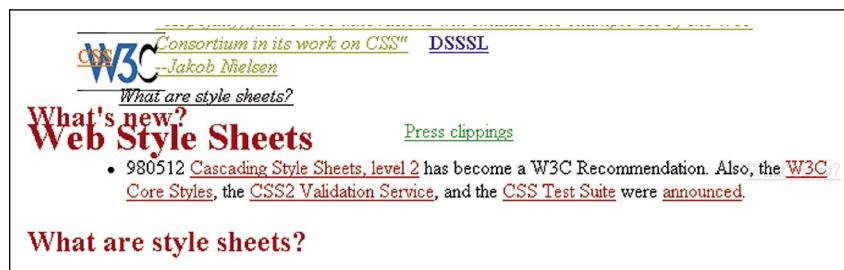 Consortium in its work on CSS" DSSSL
CSS W3C
--Jakob Nielsen
What are style sheets?
What's new?
Web Style Sheets
Press clippings
• 980512 Cascading Style Sheets, level 2 has become a W3C Recommendation. Also, the W3C
Core Styles, the CSS2 Validation Service, and the CSS Test Suite were announced.
What are style sheets?